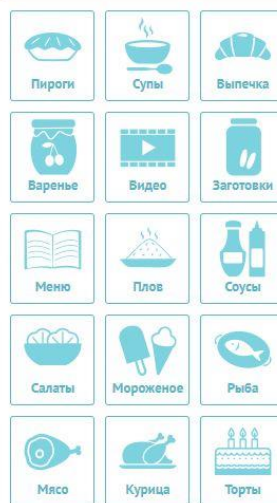 Пироги
Супы
Выпечка
Варенье
Видео
Заготовки
Меню
Плов
Соусы
Салаты
Мороженое
Рыба
Мясо
Курица
Торты